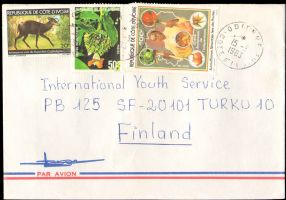 REPUBLIQUE DE COTE D'IVOIRE
REPUBLIQUE DE COTE D'IVOIRE
50F
International Youth Service
PB 125 SF-20101 TURKU 10
Finland
PAR AVION